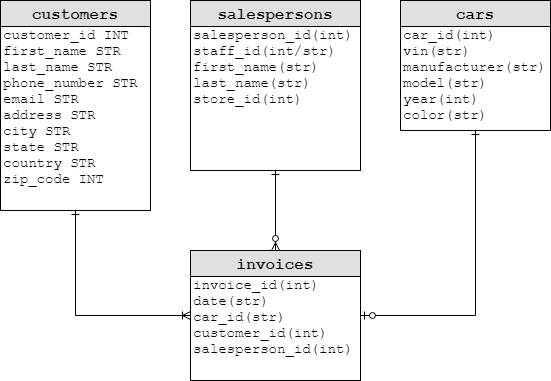 customers
customer_id INT
first_name STR
last_name STR
phone_number STR
email STR
address STR
city STR
state STR
country STR
zip_code INT
salespersons
salesperson_id(int)
staff_id(int/str)
first_name(str)
last_name(str)
store_id(int)
cars
car_id(int)
vin(str)
manufacturer(str)
model(str)
year(int)
color(str)
invoices
invoice_id(int)
date(str)
car_id(str)
customer_id(int)
salesperson_id(int)